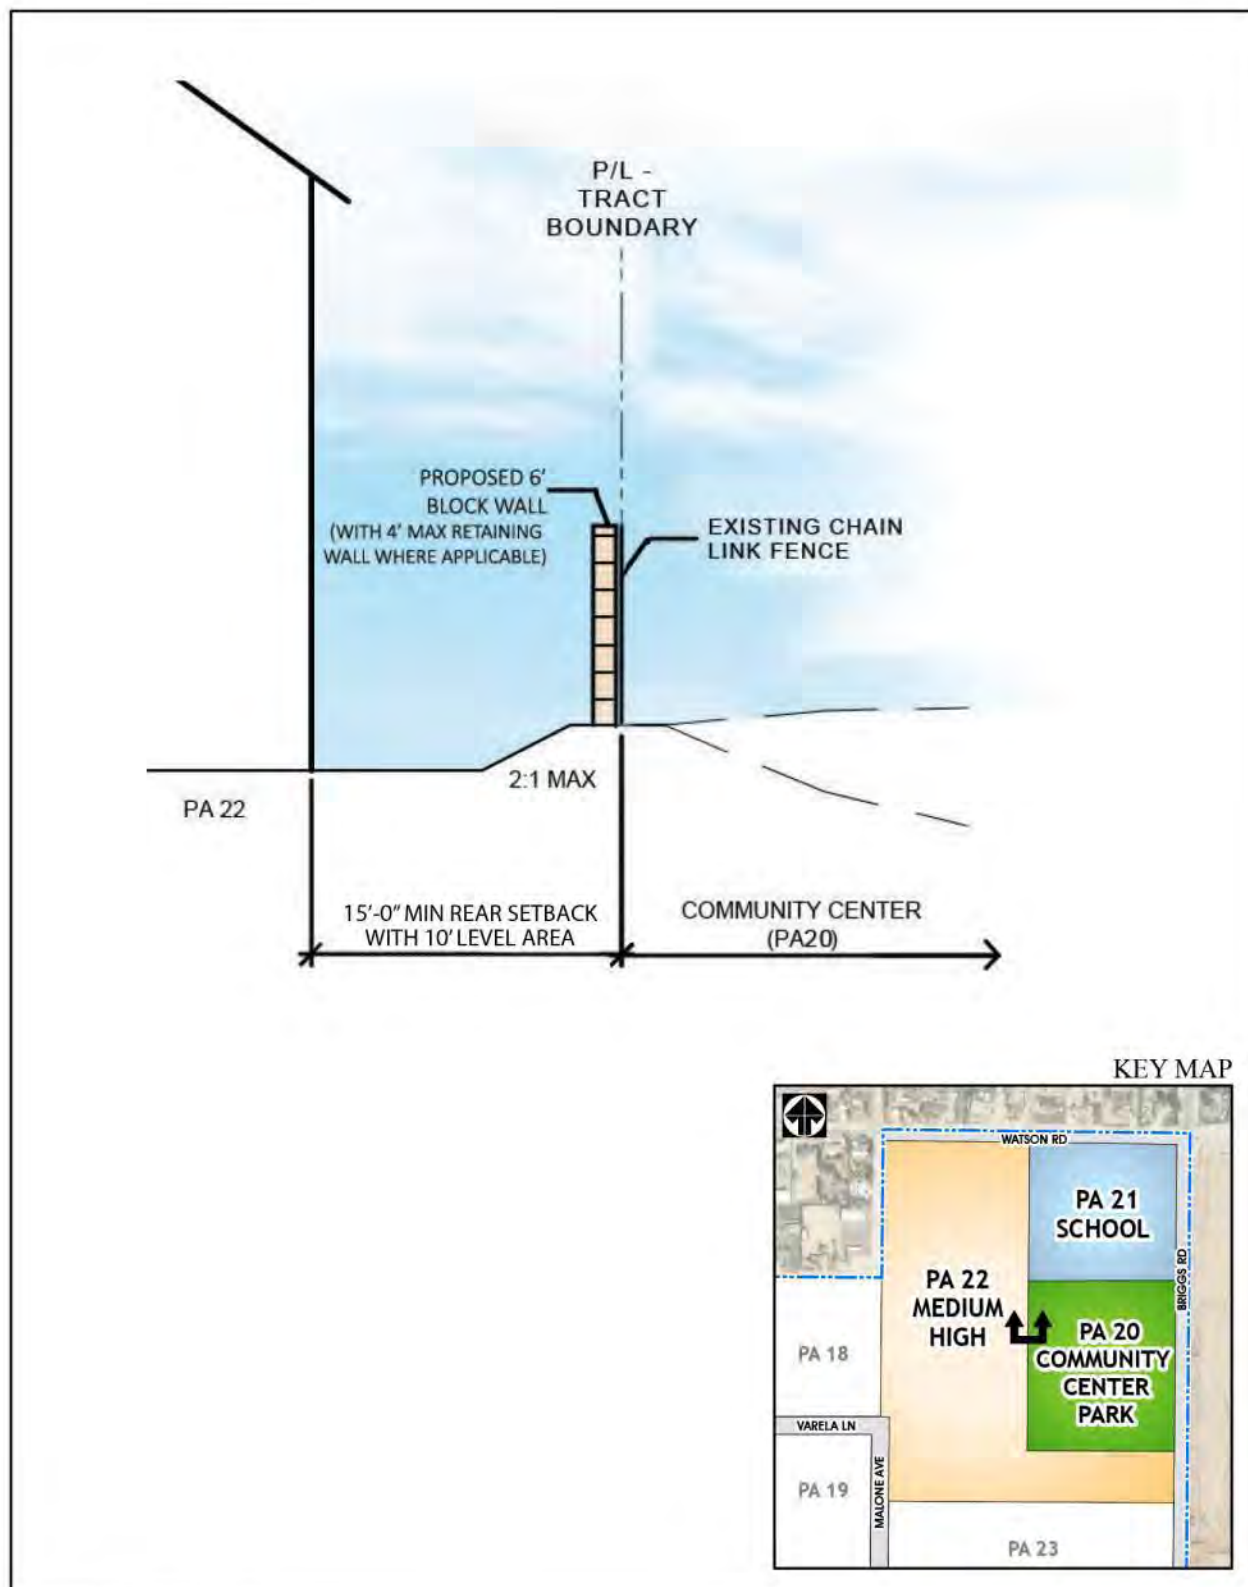 P/L -
TRACT
BOUNDARY
PROPOSED 6'
BLOCK WALL
(WITH 4' MAX RETAINING
WALL WHERE APPLICABLE)
EXISTING CHAIN
LINK FENCE
2:1 MAX
PA 22
15'-0" MIN REAR SETBACK
WITH 10' LEVEL AREA
COMMUNITY CENTER
(PA20)
KEY MAP
WATSON RD
PA 21
SCHOOL
BRIGGS RD
PA 22
MEDIUM
HIGH
PA 20
COMMUNITY
CENTER
PARK
PA 18
VARELA LN
MALONE AVE
PA 19
PA 23